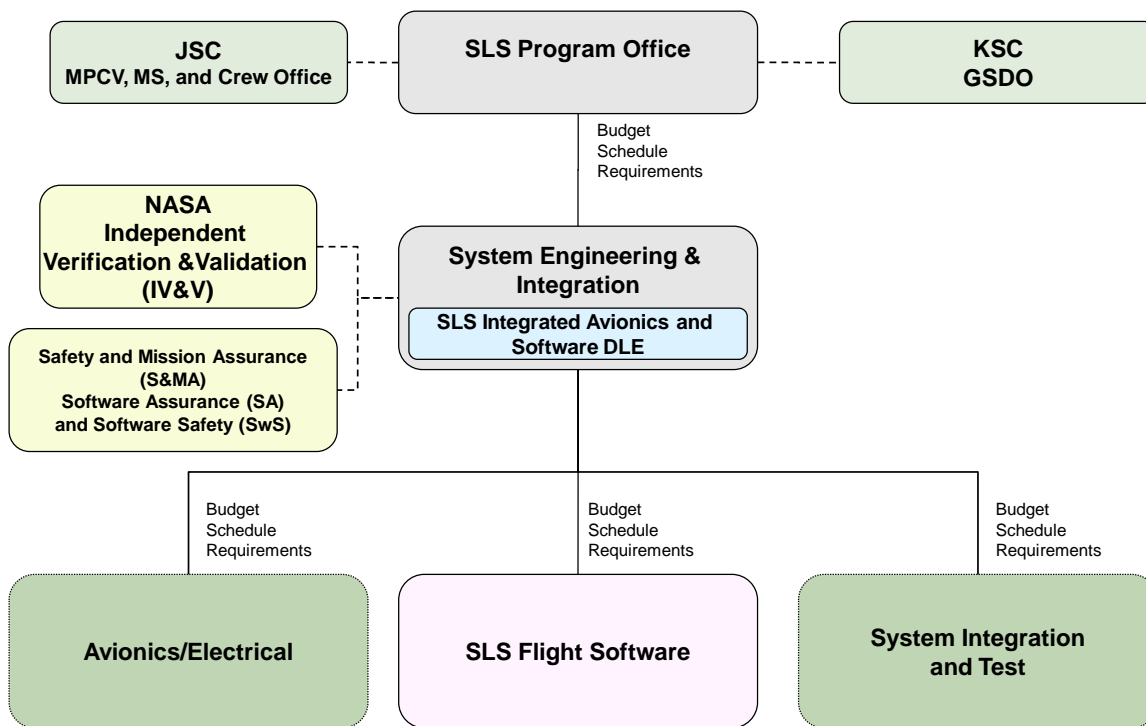 JSC
MPCV, MS, and Crew Office
SLS Program Office
KSC
GSDO
Budget
Schedule
Requirements
NASA
Independent
Verification &Validation
(IV&V)
System Engineering &
Integration
SLS Integrated Avionics and
Software DLE
Safety and Mission Assurance
(S&MA)
Software Assurance (SA)
and Software Safety (SwS)
Budget
Schedule
Requirements
Budget
Schedule
Requirements
Budget
Schedule
Requirements
Avionics/Electrical
SLS Flight Software
System Integration
and Test